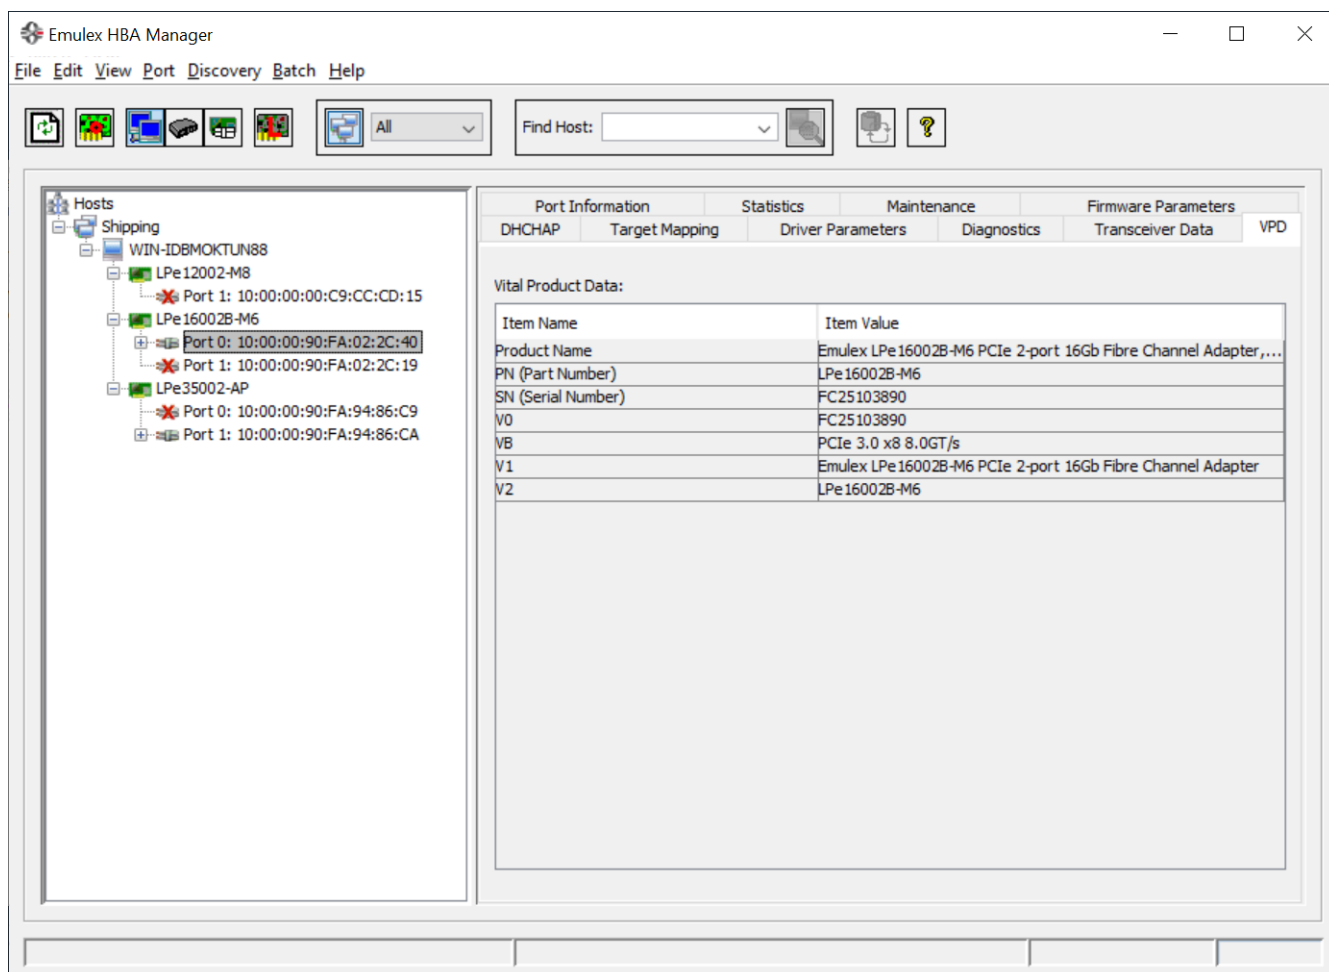 Emulex HBA Manager
File Edit View Port Discovery Batch Help
All
Find Host:
Hosts
Shipping
WIN-IDBMOKTUN88
LPe12002-M8
Port 1: 10:00:00:00:C9:CC:CD:15
LPe16002B-M6
Port 0: 10:00:00:90:FA:02:2C:40
Port 1: 10:00:00:90:FA:02:2C:19
LPe35002-AP
Port 0: 10:00:00:90:FA:94:86:C9
Port 1: 10:00:00:90:FA:94:86:CA
Port Information Statistics Maintenance Firmware Parameters
DHCHAP Target Mapping Driver Parameters Diagnostics Transceiver Data VPD
Vital Product Data:
Item Name Item Value
Product Name Emulex LPe16002B-M6 PCIe 2-port 16Gb Fibre Channel Adapter,...
PN (Part Number) LPe16002B-M6
SN (Serial Number) FC25103890
V0 FC25103890
VB PCIe 3.0 x8 8.0GT/s
V1 Emulex LPe16002B-M6 PCIe 2-port 16Gb Fibre Channel Adapter
V2 LPe16002B-M6